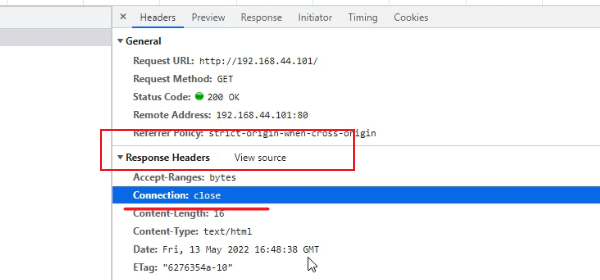 Headers Preview Response Initiator Timing Cookies
General
Request URL: http://192.168.44.101/
Request Method: GET
Status Code: 200 OK
Remote Address: 192.168.44.101:80
Referrer Policy: strict-origin-when-cross-origin
Response Headers View source
Accept-Ranges: bytes
Connection: close
Content-Length: 16
Content-Type: text/html
Date: Fri, 13 May 2022 16:48:38 GMT
ETag: "6276354a-10"